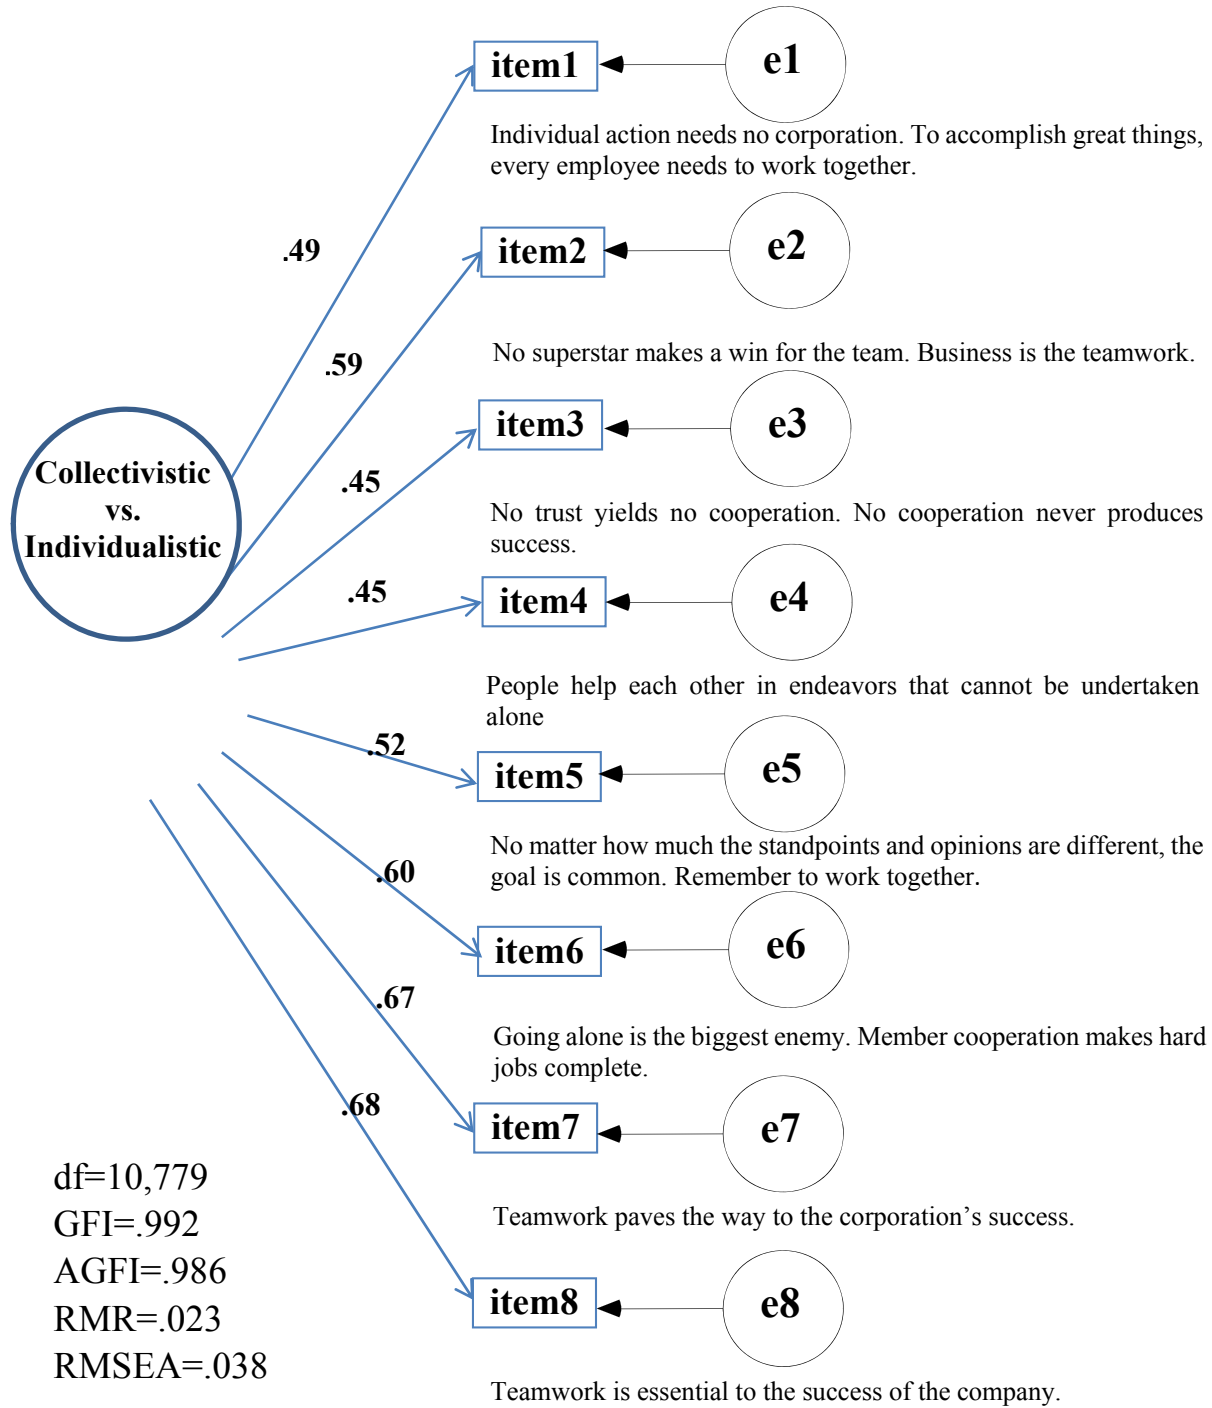 item1
e1
Individual action needs no corporation. To accomplish great things,
every employee needs to work together.
.49
item2
e2
No superstar makes a win for the team. Business is the teamwork.
.59
item3
e3
Collectivistic
vs.
Individualistic
.45
No trust yields no cooperation. No cooperation never produces
success.
.45
item4
e4
People help each other in endeavors that cannot be undertaken
alone
.52
item5
e5
No matter how much the standpoints and opinions are different, the
goal is common. Remember to work together.
.60
item6
e6
Going alone is the biggest enemy. Member cooperation makes hard
jobs complete.
.67
item7
e7
Teamwork paves the way to the corporation’s success.
.68
item8
e8
Teamwork is essential to the success of the company.
df=10,779
GFI=.992
AGFI=.986
RMR=.023
RMSEA=.038